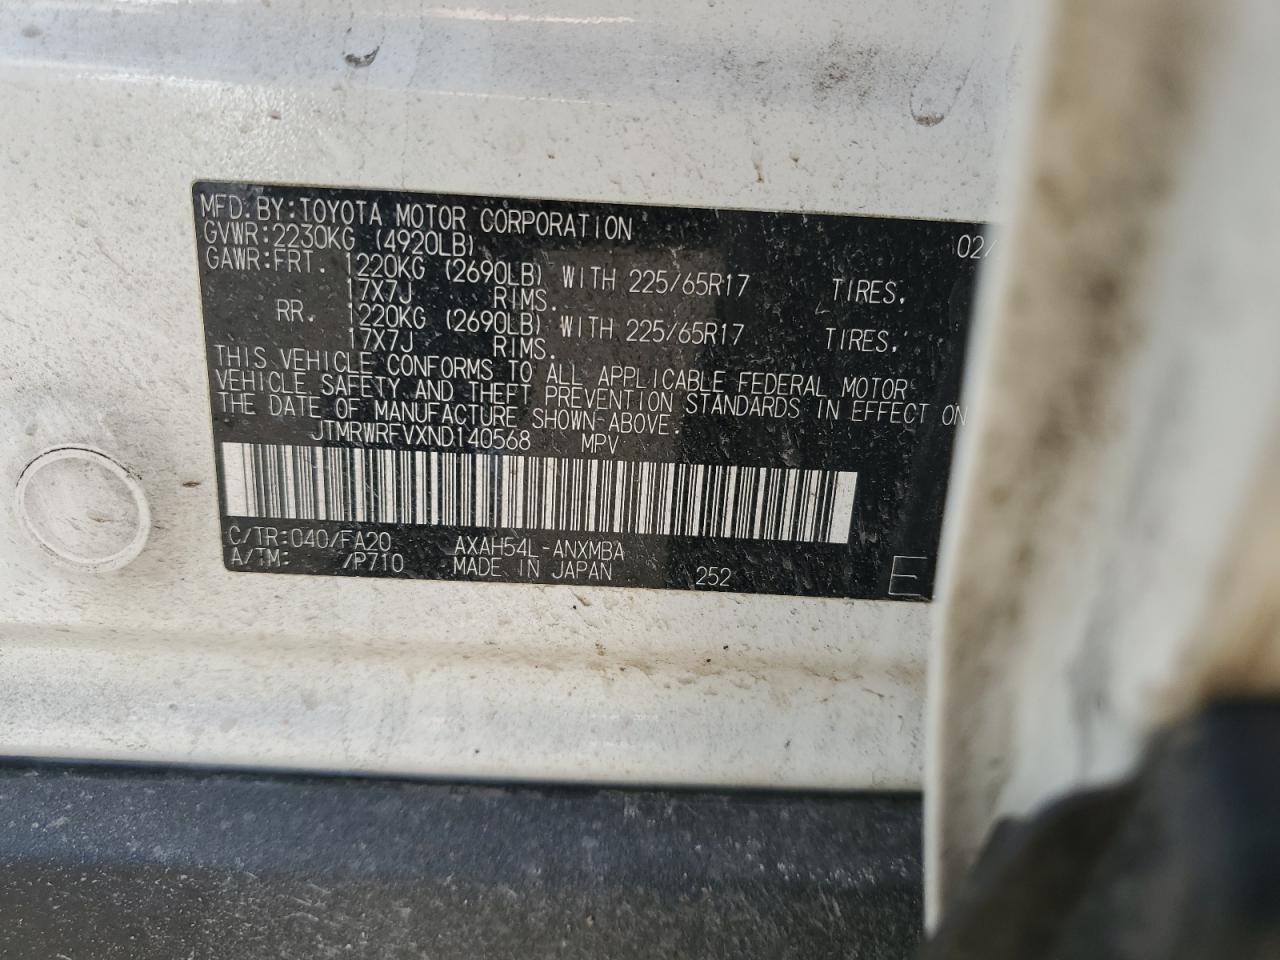 MFD. BY: TOYOTA MOTOR CORPORATION 02/
GVWR: 2230KG (4920LB)
GAWR: FRT. 1220KG (2690LB) WITH 225/65R17 TIRES.
17X7J RIMS.
RR. 1220KG (2690LB) WITH 225/65R17 TIRES.
17X7J RIMS.
THIS VEHICLE CONFORMS TO ALL APPLICABLE FEDERAL MOTOR
VEHICLE SAFETY AND THEFT PREVENTION STANDARDS IN EFFECT ON
THE DATE OF MANUFACTURE SHOWN ABOVE.
JTMRWRFVXND140568 MPV
C/TR: 040/FA20 AXAH54L-ANXMBA
A/TM: /P710 MADE IN JAPAN 252 E